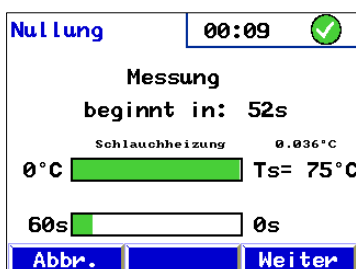 Nullung 00:09
Messung
beginnt in: 52s
Schlauchheizung 0.036°C
0°C Ts= 75°C
60s 0s
Abbr. Weiter